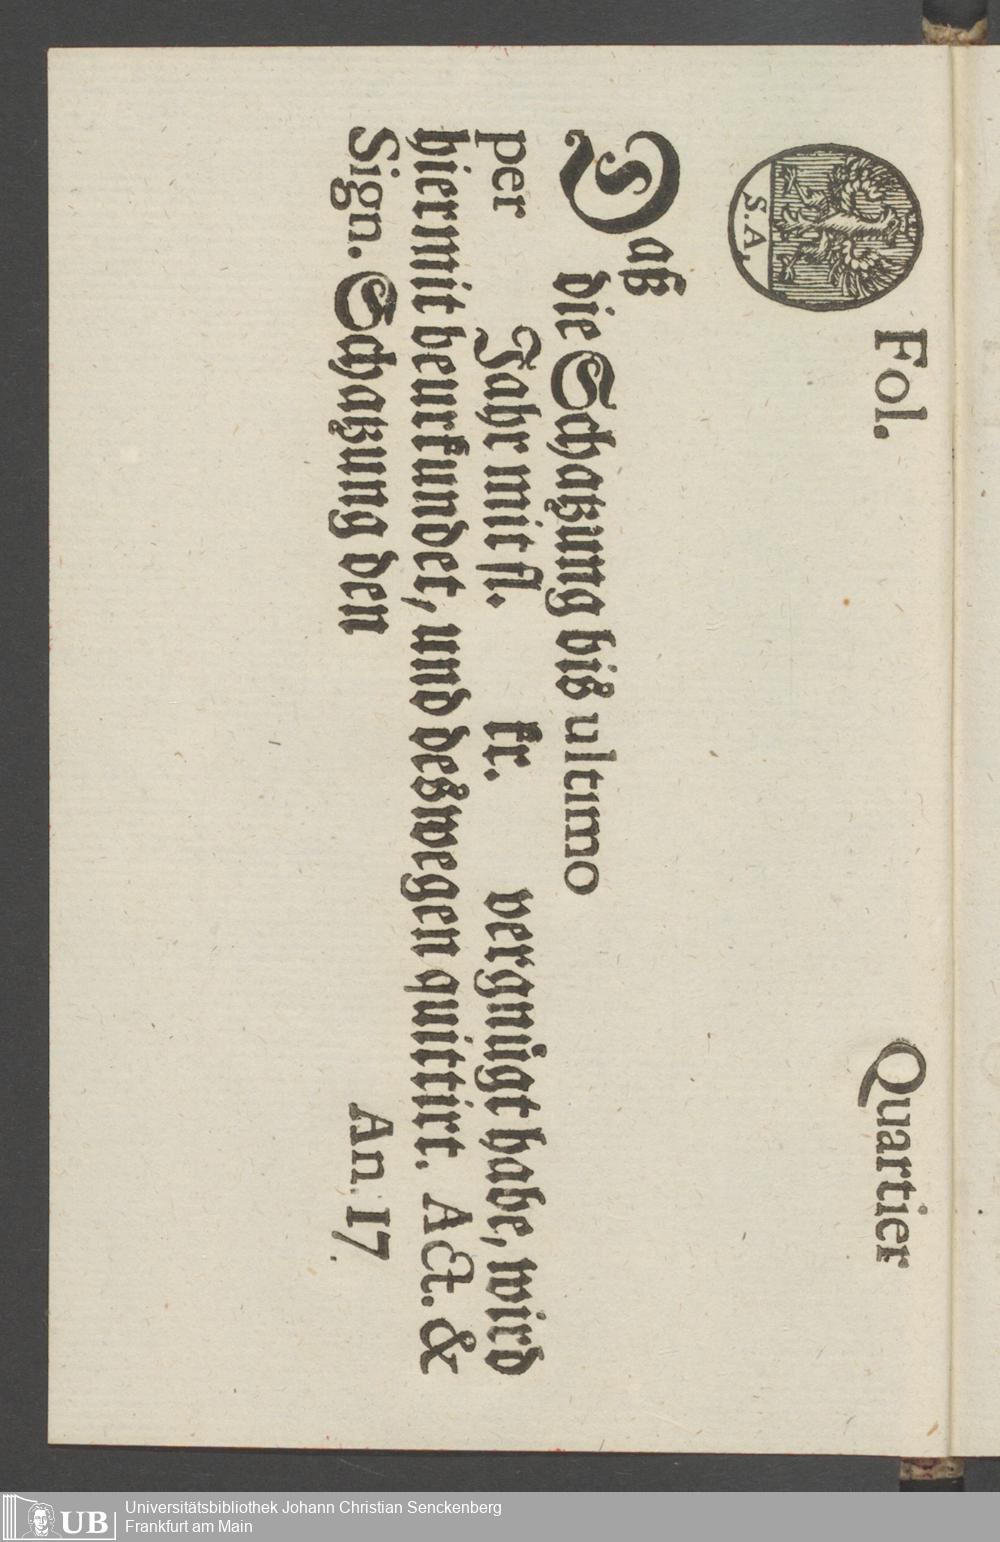 S. A.
Fol. Quartier
Daß
die Schatzung biß ultimo
per Jahr mit fl. kr. vergnügt habe, wird
hiermit beurkundet, und deßwegen quittirt. Act. &
Sign. Schatzung den An. 17
UB
Universitätsbibliothek Johann Christian Senckenberg
Frankfurt am Main